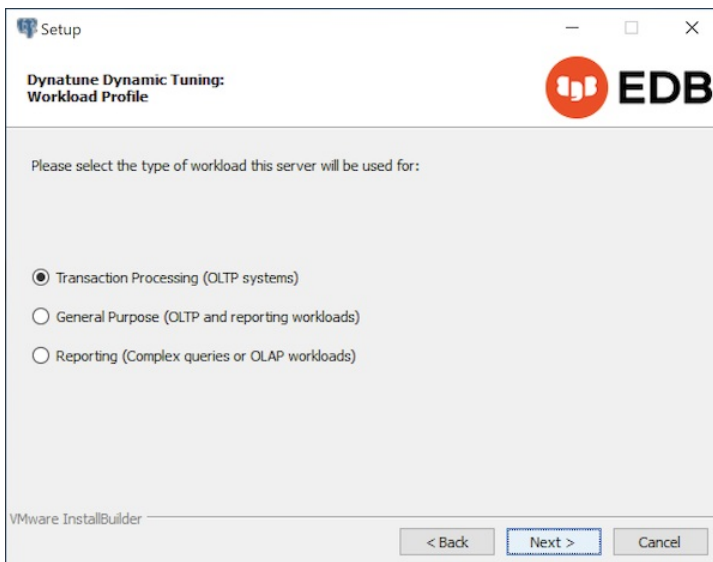 Setup
Dynatune Dynamic Tuning:
Workload Profile
EDB
Please select the type of workload this server will be used for:
Transaction Processing (OLTP systems)
General Purpose (OLTP and reporting workloads)
Reporting (Complex queries or OLAP workloads)
VMware InstallBuilder
< Back
Next >
Cancel